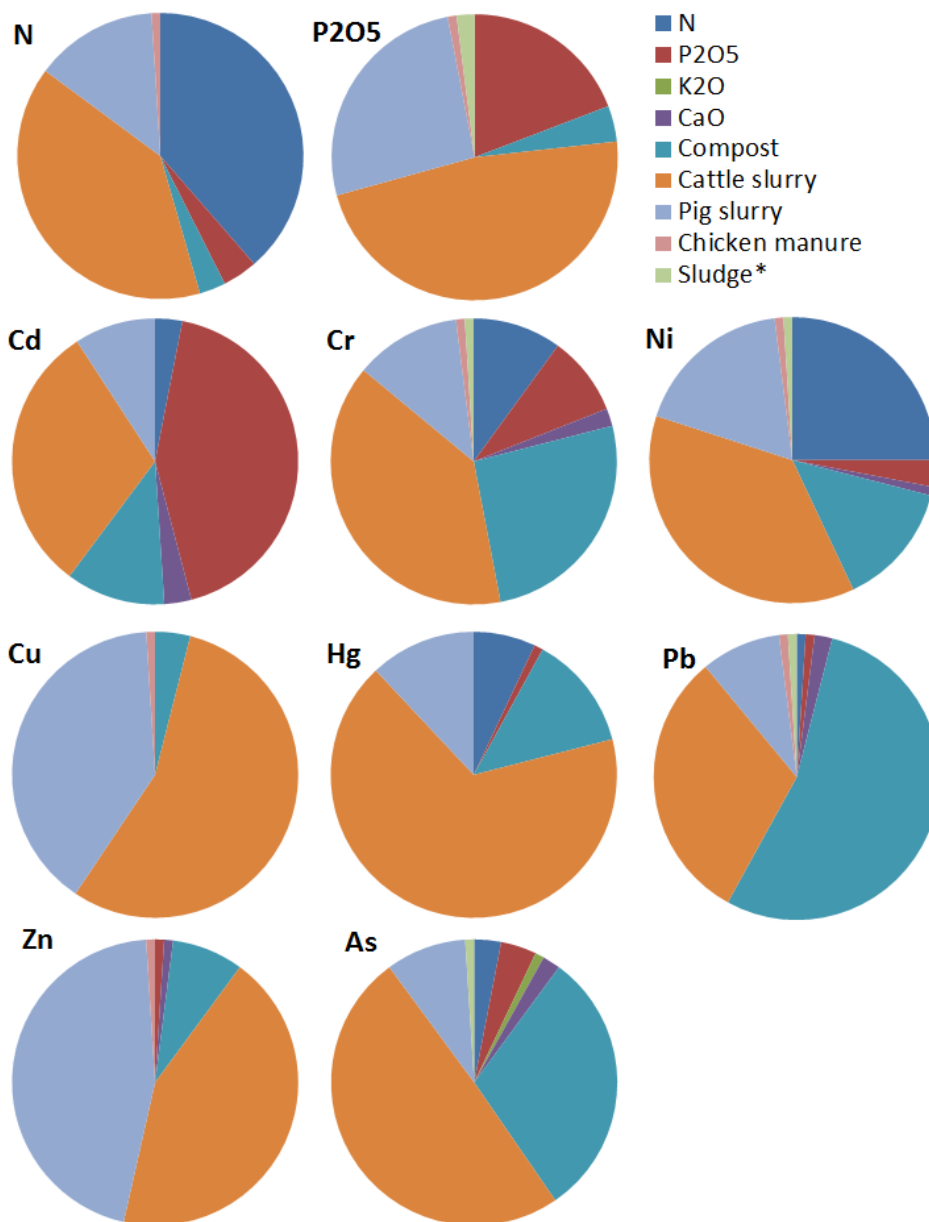 N
P2O5
N
P2O5
K2O
CaO
Compost
Cattle slurry
Pig slurry
Chicken manure
Sludge*
Cd
Cr
Ni
Cu
Hg
Pb
Zn
As